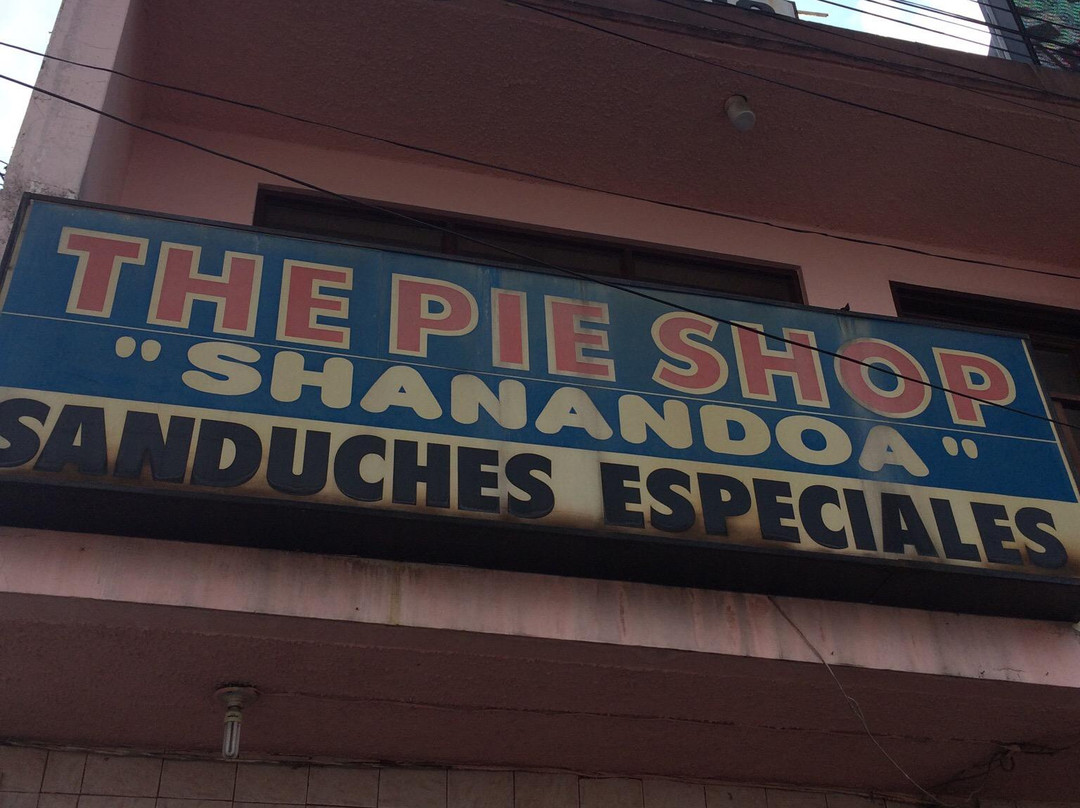 THE PIE SHOP
"SHANANDOA"
SANDUCHES ESPECIALES